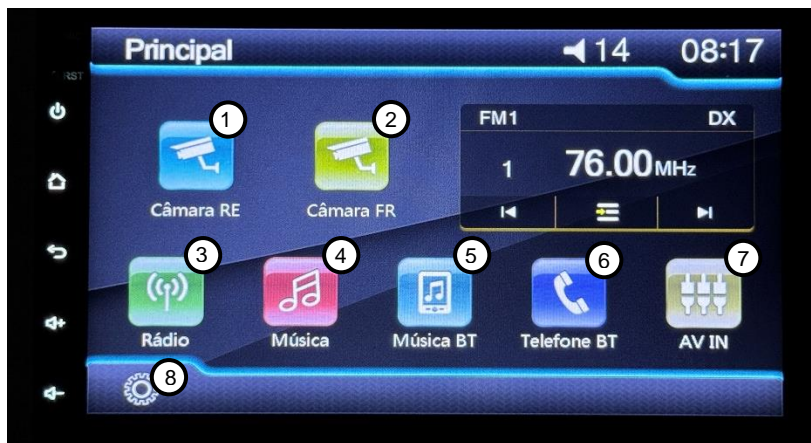 Principal 14 08:17
RST
1 2
FM1 DX
1 76.00MHz
Câmara RE Câmara FR
3 4 5 6 7
Rádio Música Música BT Telefone BT AV IN
8